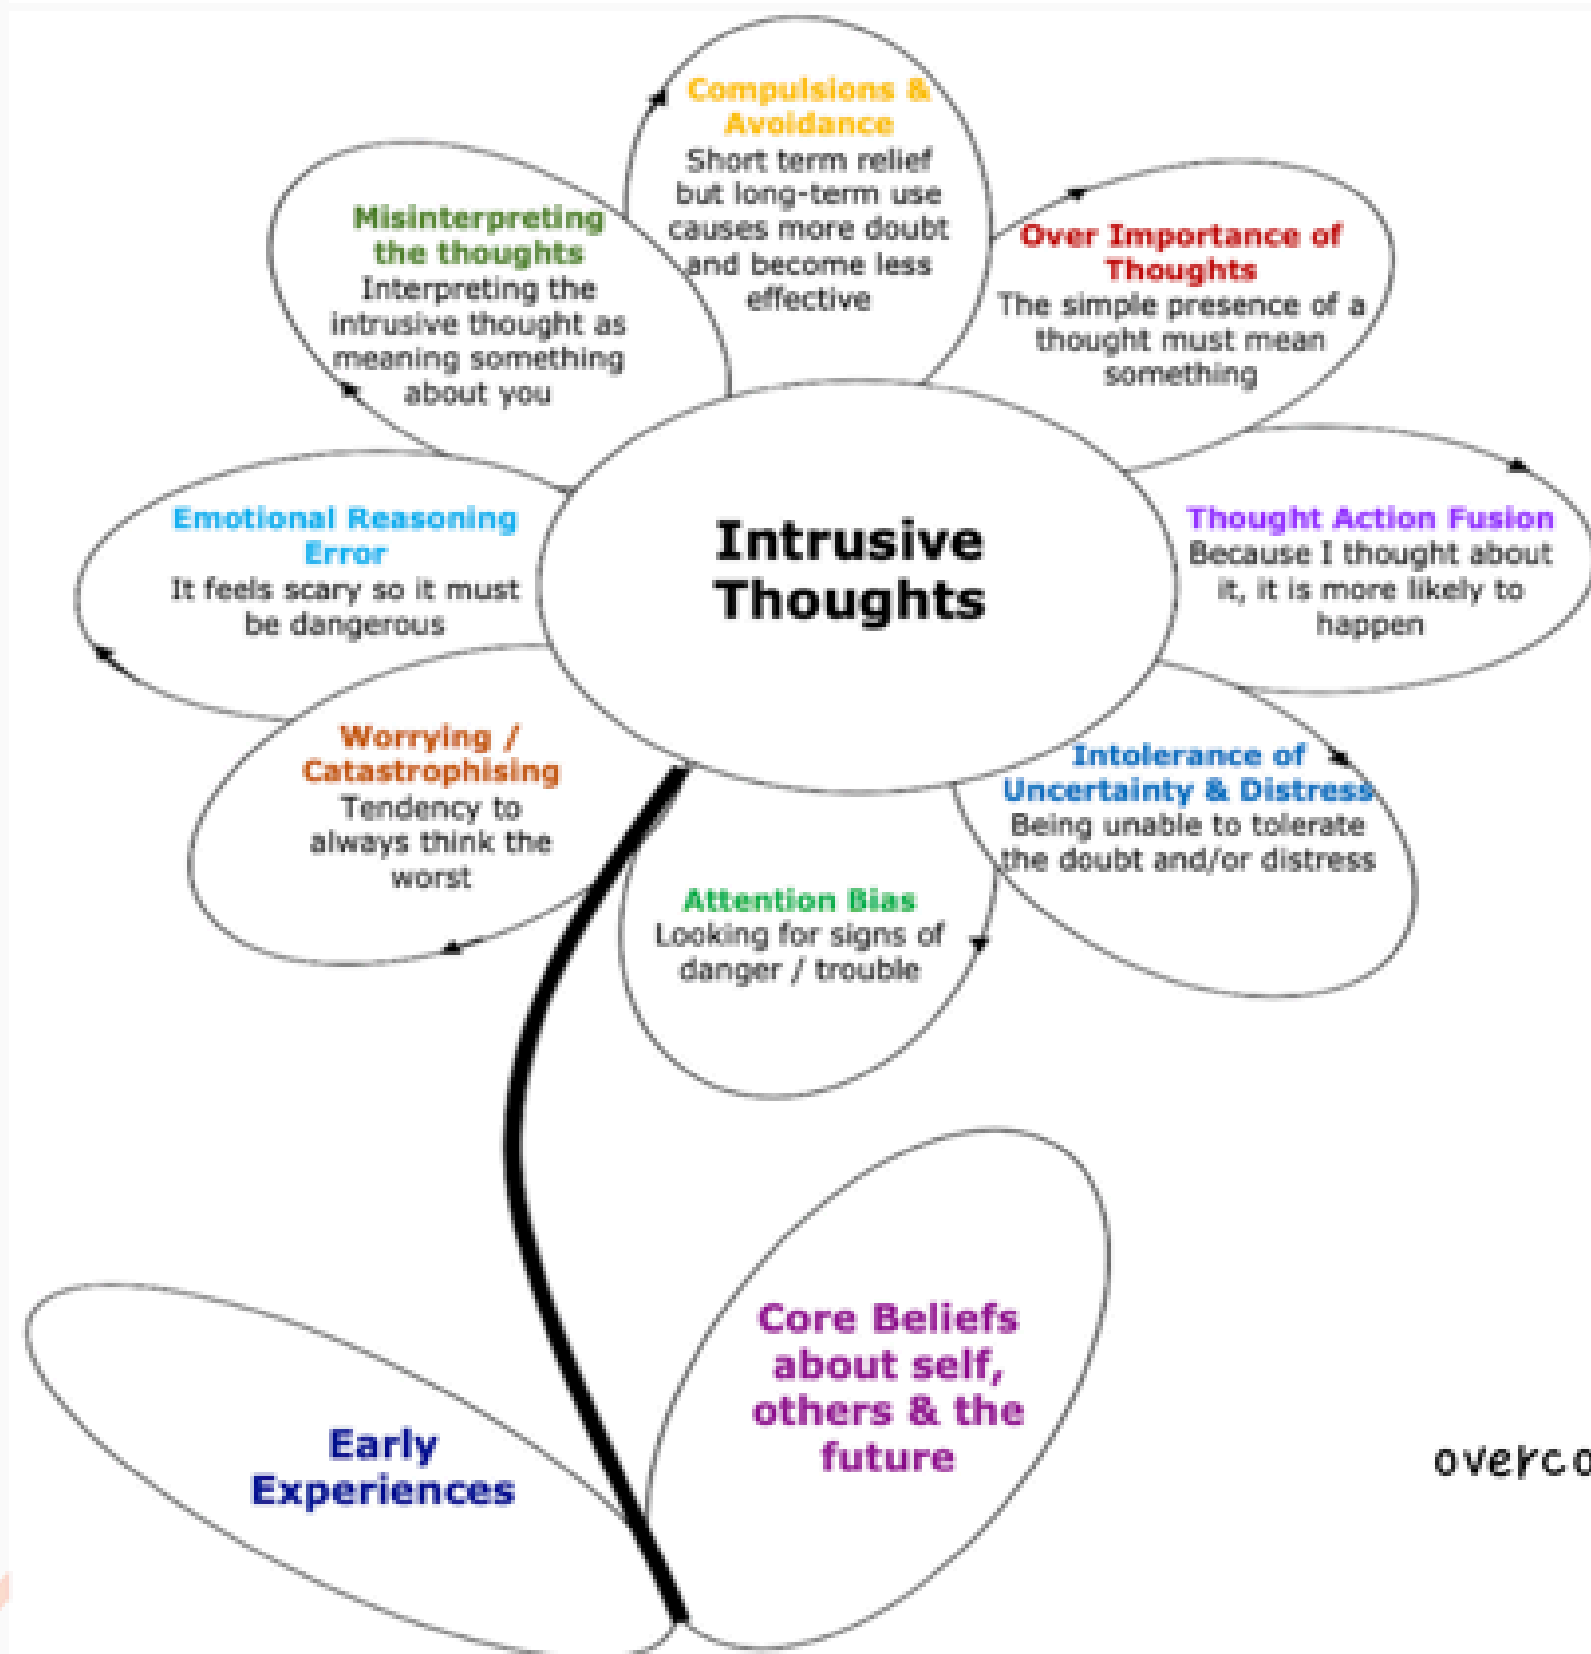 Compulsions &
Avoidance
Short term relief
but long-term use
causes more doubt
and become less
effective
Misinterpreting
the thoughts
Interpreting the
intrusive thought as
meaning something
about you
Over Importance of
Thoughts
The simple presence of a
thought must mean
something
Emotional Reasoning
Error
It feels scary so it must
be dangerous
Intrusive
Thoughts
Thought Action Fusion
Because I thought about
it, it is more likely to
happen
Worrying /
Catastrophising
Tendency to
always think the
worst
Attention Bias
Looking for signs of
danger / trouble
Intolerance of
Uncertainty & Distress
Being unable to tolerate
the doubt and/or distress
Early
Experiences
Core Beliefs
about self,
others & the
future